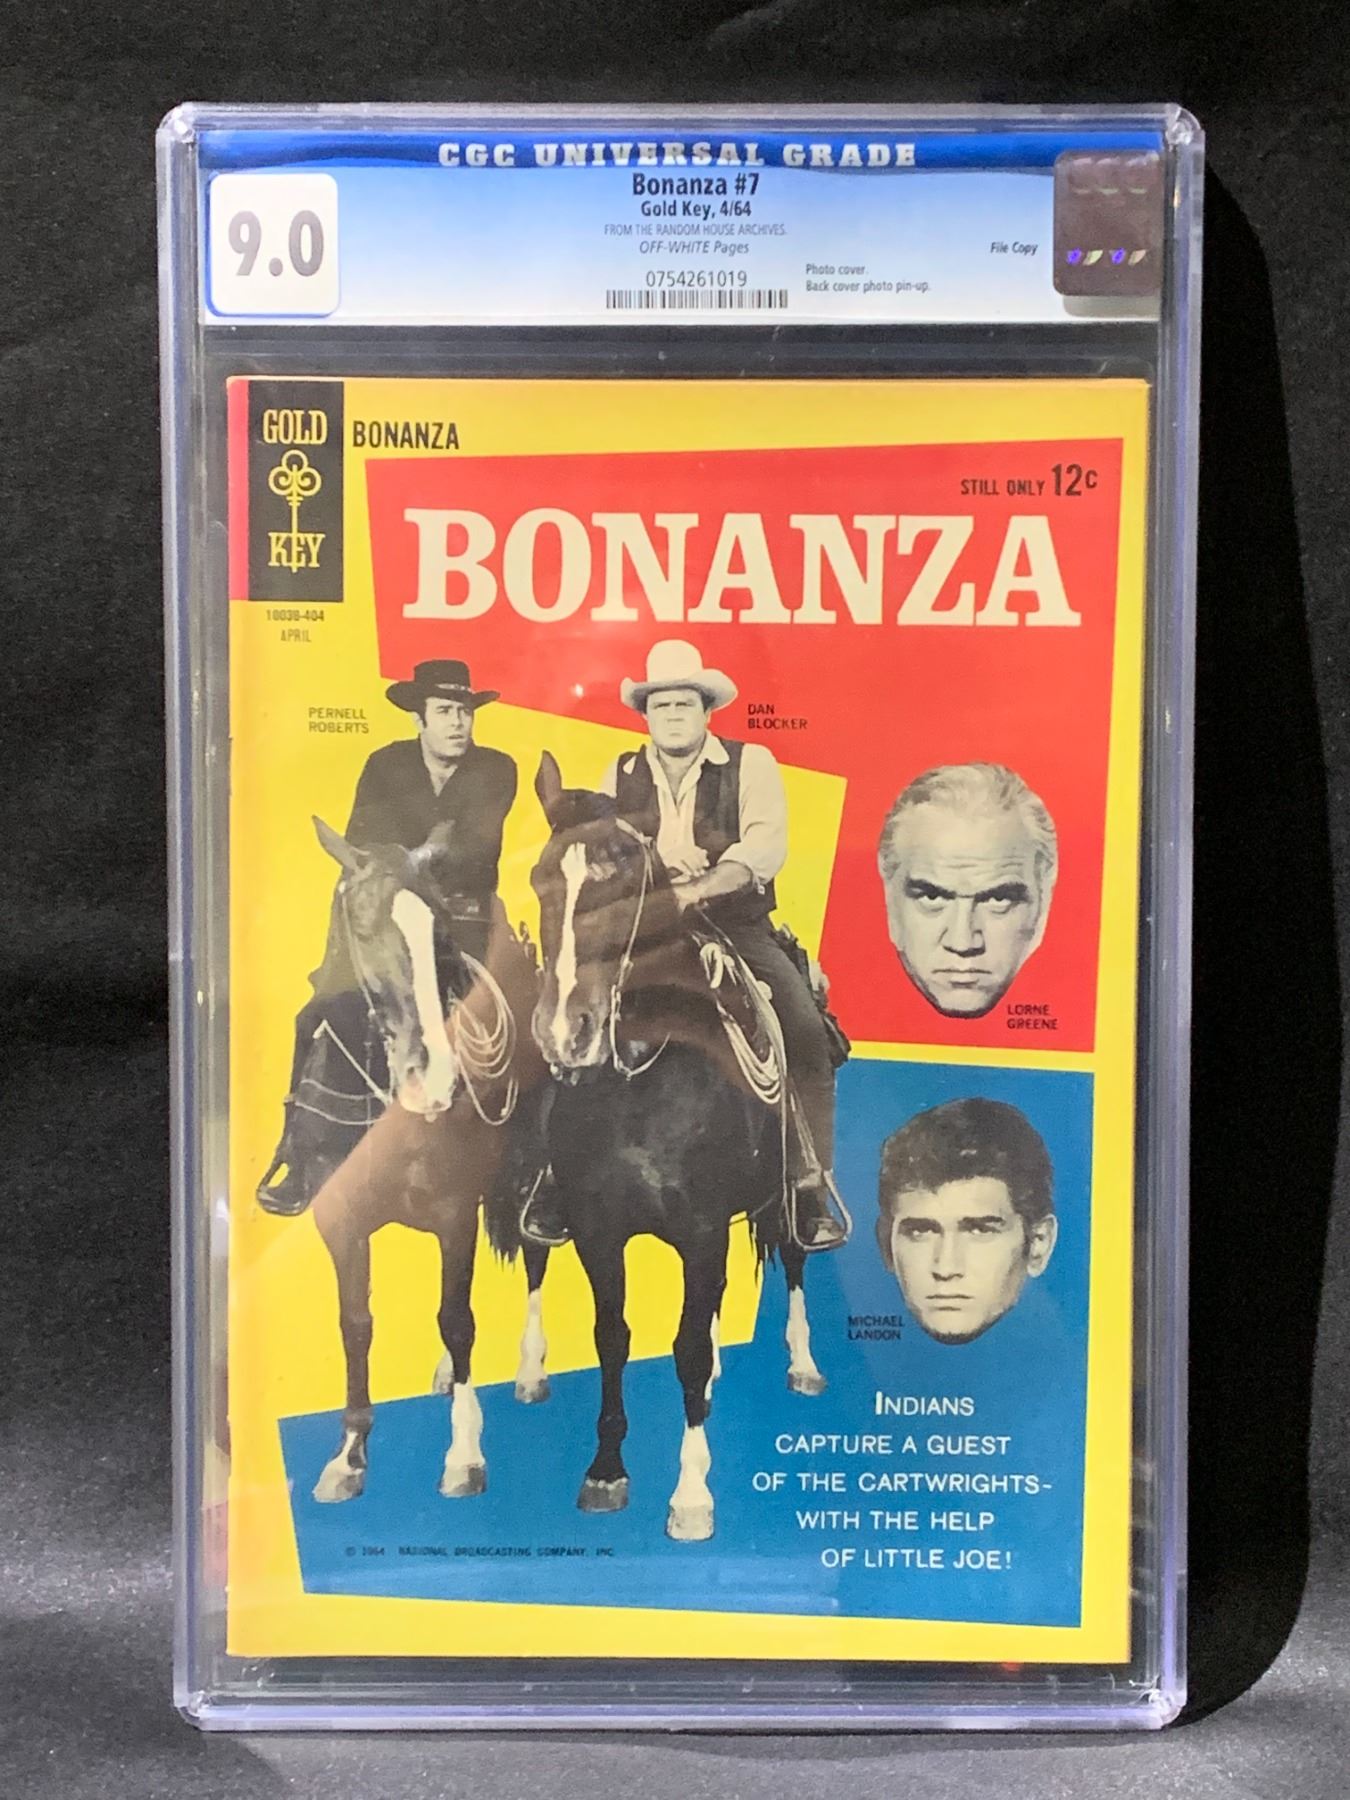 CGC UNIVERSAL GRADE
9.0
Bonanza #7
Gold Key, 4/64
FROM THE RANDOM HOUSE ARCHIVES.
OFF-WHITE Pages
File Copy
0754261019
Photo cover.
Back cover photo pin-up.
CGC
GOLD
KEY
BONANZA
STILL ONLY 12c
BONANZA
10038-404
APRIL
PERNELL
ROBERTS
DAN
BLOCKER
LORNE
GREENE
MICHAEL
LANDON
INDIANS
CAPTURE A GUEST
OF THE CARTWRIGHTS-
WITH THE HELP
OF LITTLE JOE!
© 1964 NATIONAL BROADCASTING COMPANY, INC.